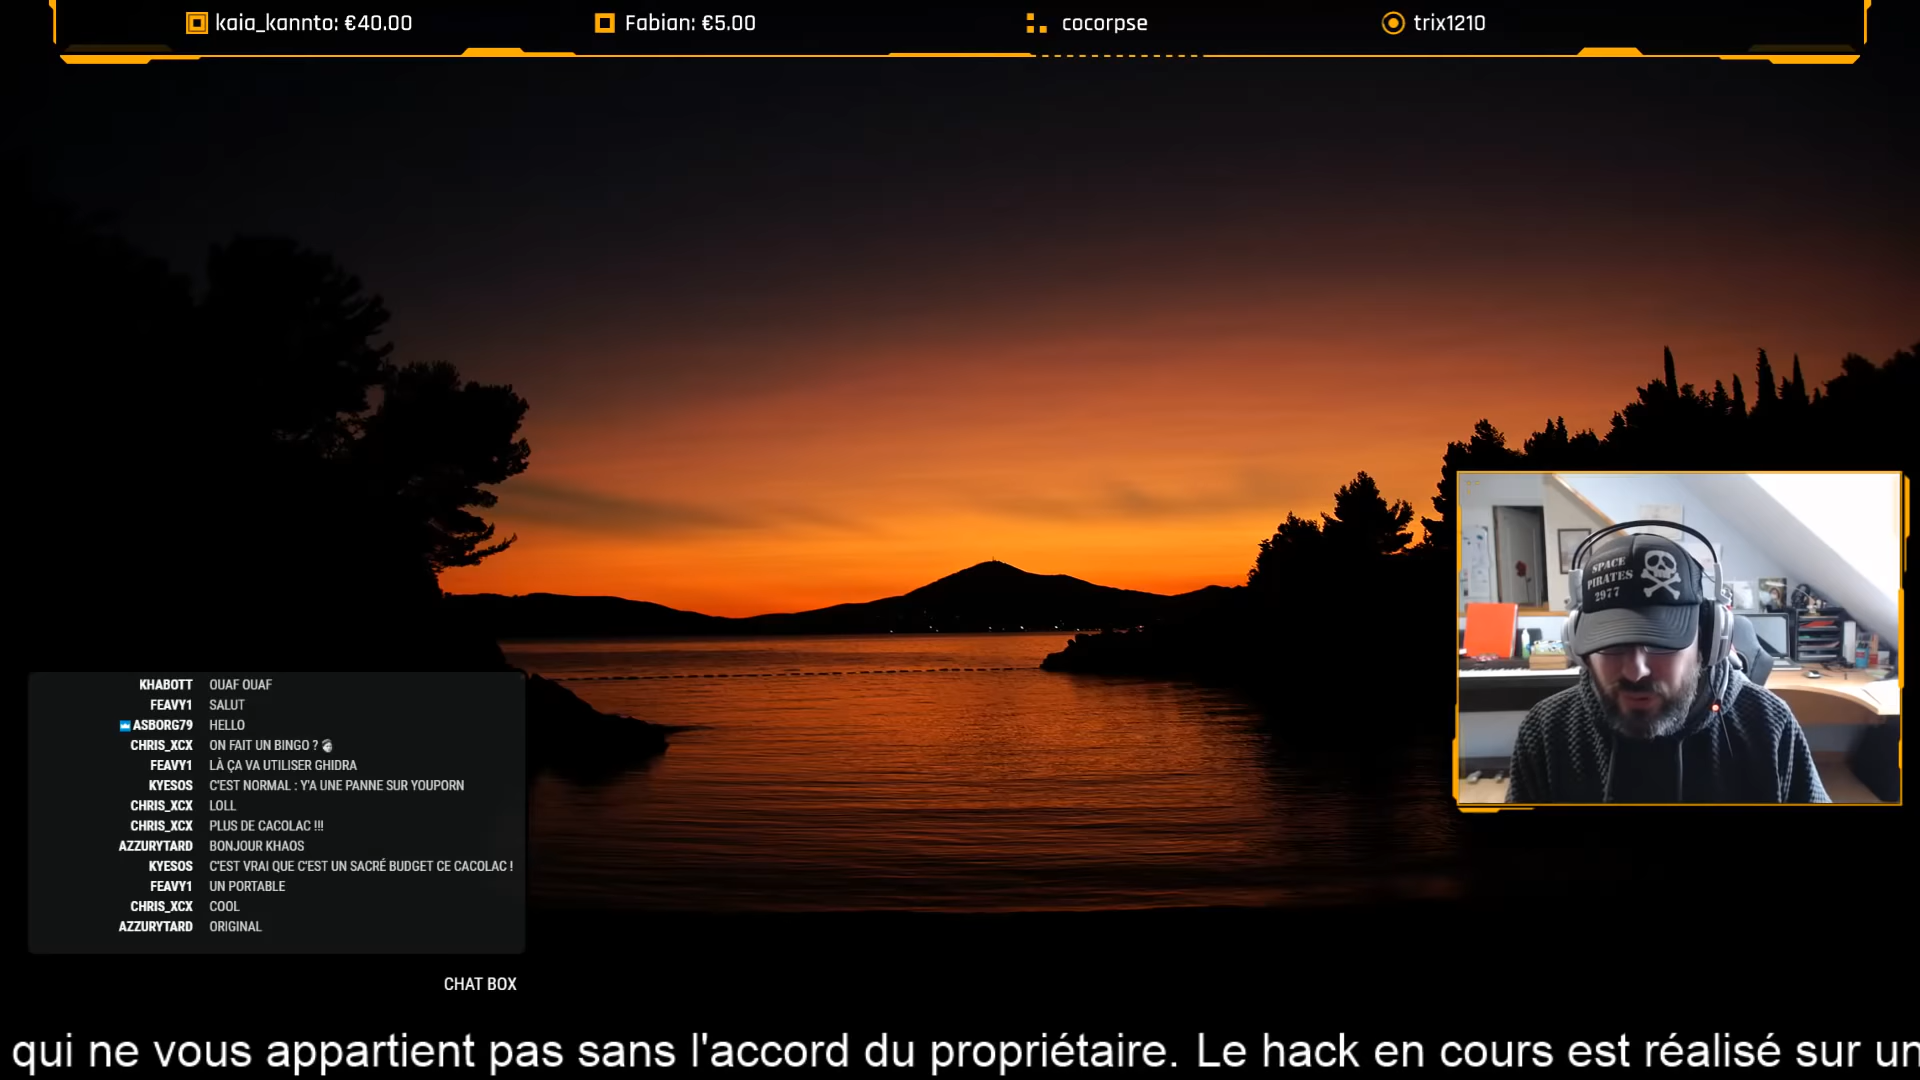 kaia_kannto: €40.00
Fabian: €5.00
cocorpse
trix1210
SPACE
PIRATES
2977
KHABOTT OUAF OUAF
FEAVY1 SALUT
ASBORG79 HELLO
CHRIS_XCX ON FAIT UN BINGO ?
FEAVY1 LÀ ÇA VA UTILISER GHIDRA
KYESOS C'EST NORMAL : Y'A UNE PANNE SUR YOUPORN
CHRIS_XCX LOLL
CHRIS_XCX PLUS DE CACOLAC !!!
AZZURYTARD BONJOUR KHAOS
KYESOS C'EST VRAI QUE C'EST UN SACRÉ BUDGET CE CACOLAC !
FEAVY1 UN PORTABLE
CHRIS_XCX COOL
AZZURYTARD ORIGINAL
CHAT BOX
qui ne vous appartient pas sans l'accord du propriétaire. Le hack en cours est réalisé sur un